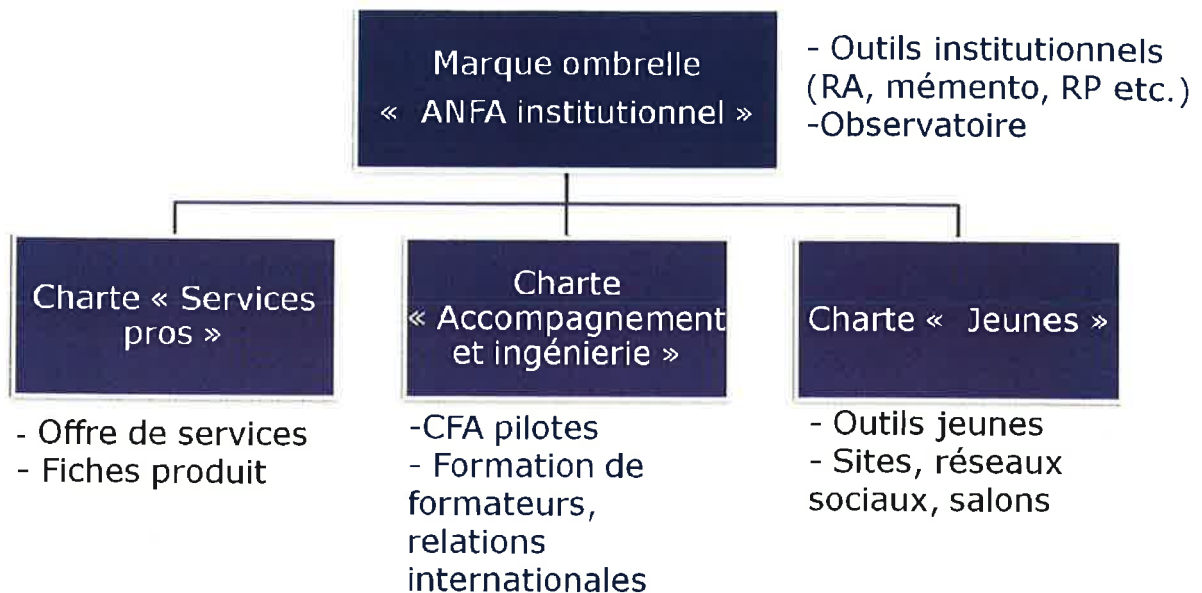 Marque ombrelle
« ANFA institutionnel »
- Outils institutionnels
(RA, mémento, RP etc.)
-Observatoire
Charte « Services
pros »
- Offre de services
- Fiches produit
Charte
« Accompagnement
et ingénierie »
-CFA pilotes
- Formation de
formateurs,
relations
internationales
Charte « Jeunes »
- Outils jeunes
- Sites, réseaux
sociaux, salons